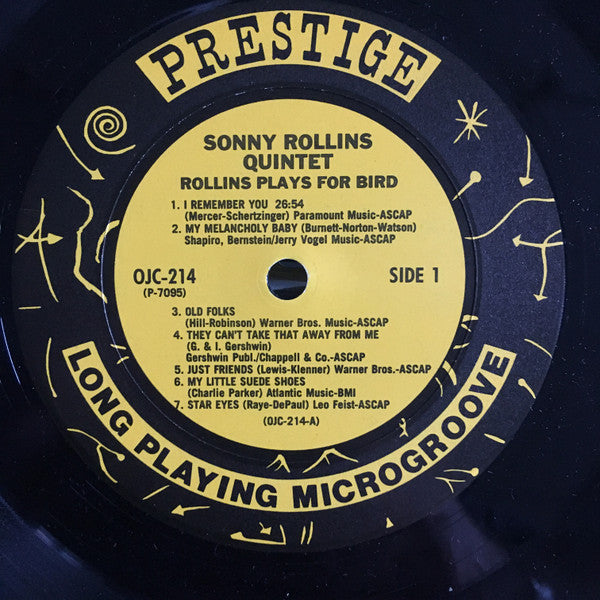 PRESTIGE
SONNY ROLLINS
QUINTET
ROLLINS PLAYS FOR BIRD
1. I REMEMBER YOU 26:54
(Mercer-Schertzinger) Paramount Music-ASCAP
2. MY MELANCHOLY BABY (Burnett-Norton-Watson)
Shapiro, Bernstein/Jerry Vogel Music-ASCAP
OJC-214 SIDE 1
(P-7095)
3. OLD FOLKS
(Hill-Robinson) Warner Bros. Music-ASCAP
4. THEY CAN'T TAKE THAT AWAY FROM ME
(G. & I. Gershwin)
Gershwin Publ./Chappell & Co.-ASCAP
5. JUST FRIENDS (Lewis-Klenner) Warner Bros.-ASCAP
6. MY LITTLE SUEDE SHOES
(Charlie Parker) Atlantic Music-BMI
7. STAR EYES (Raye-DePaul) Leo Feist-ASCAP
(OJC-214-A)
LONG PLAYING MICROGROOVE